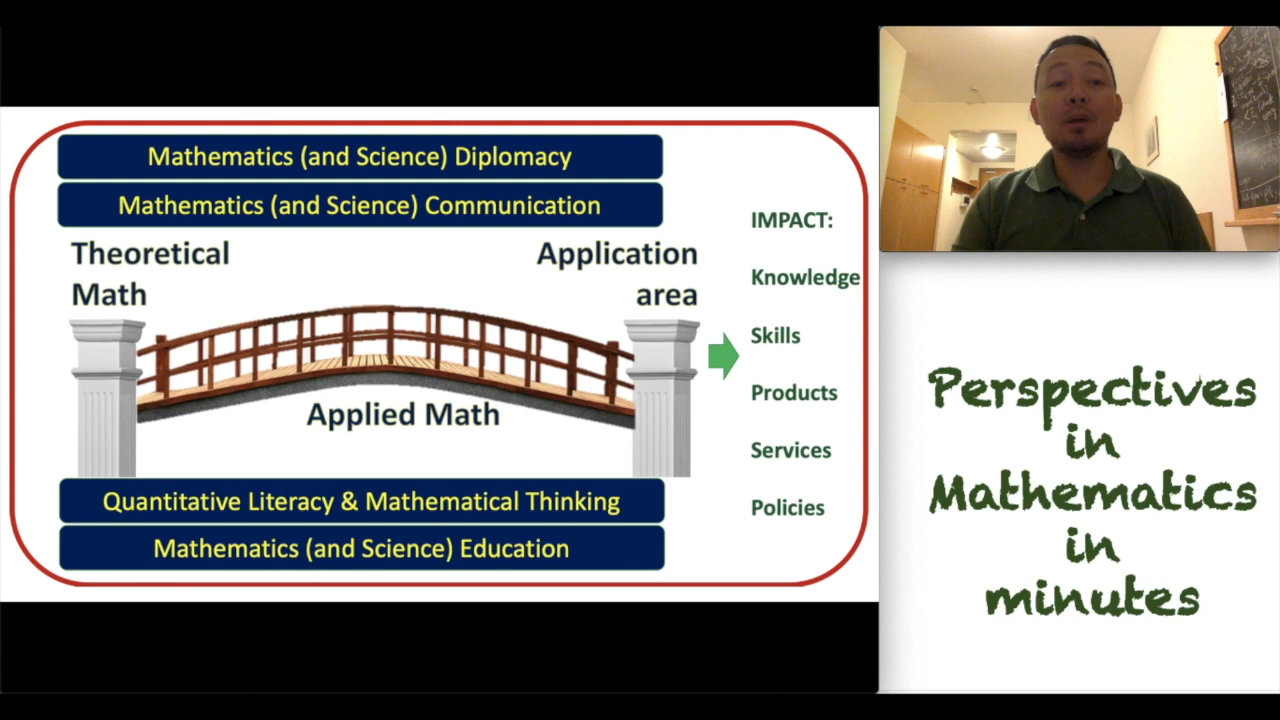 Mathematics (and Science) Diplomacy
Mathematics (and Science) Communication
Theoretical
Math
Application
area
Applied Math
Quantitative Literacy & Mathematical Thinking
Mathematics (and Science) Education
IMPACT:
Knowledge
Skills
Products
Services
Policies
Perspectives
in
Mathematics
in
minutes